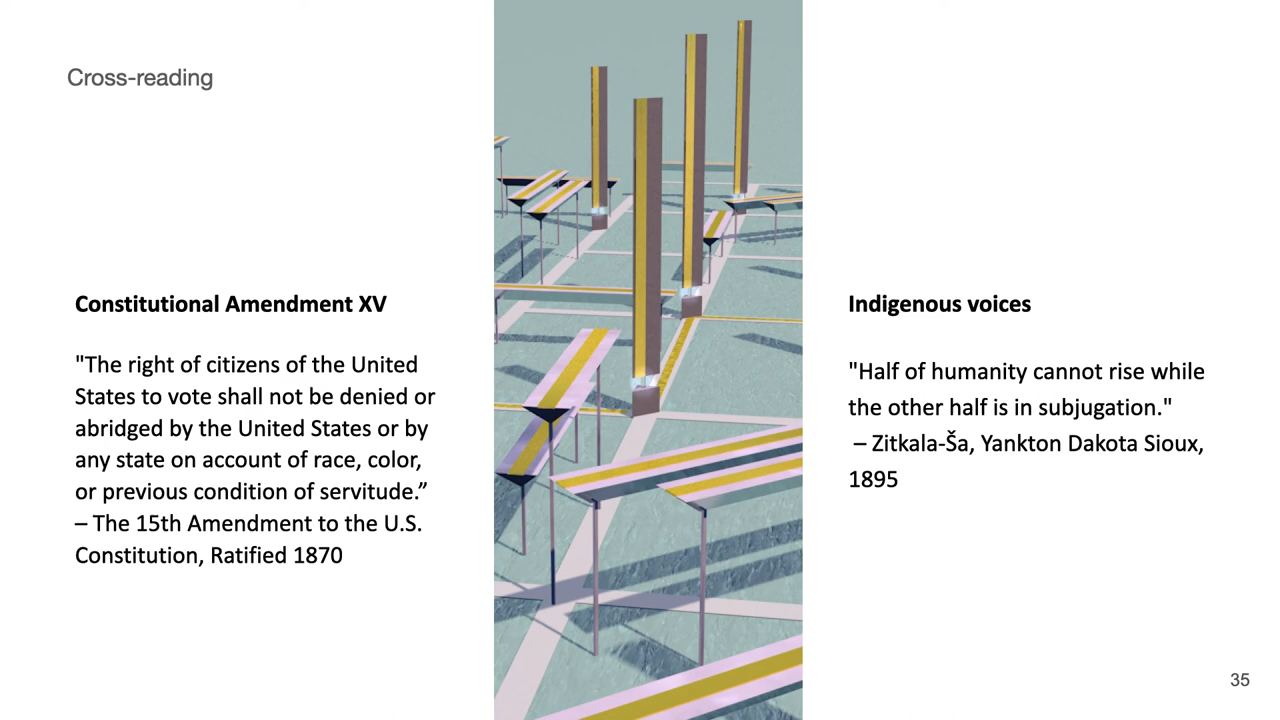 Cross-reading
Constitutional Amendment XV
"The right of citizens of the United
States to vote shall not be denied or
abridged by the United States or by
any state on account of race, color,
or previous condition of servitude.”
– The 15th Amendment to the U.S.
Constitution, Ratified 1870
Indigenous voices
"Half of humanity cannot rise while
the other half is in subjugation."
– Zitkala-Ša, Yankton Dakota Sioux,
1895
35